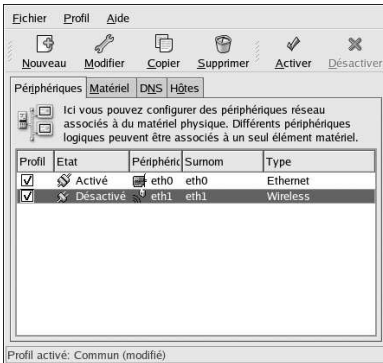 Fichier Profil Aide
Nouveau Modifier Copier Supprimer Activer Désactiver
Périphériques Matériel DNS Hôtes
Ici vous pouvez configurer des périphériques réseau
associés à du matériel physique. Différents périphériques
logiques peuvent être associés à un seul élément matériel.
Profil Etat Périphéric Surnom Type
Activé eth0 eth0 Ethernet
Désactivé eth1 eth1 Wireless
Profil activé: Commun (modifié)